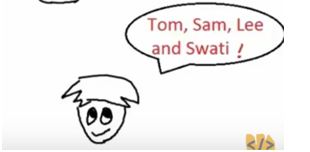 Tom, Sam, Lee
and Swati !